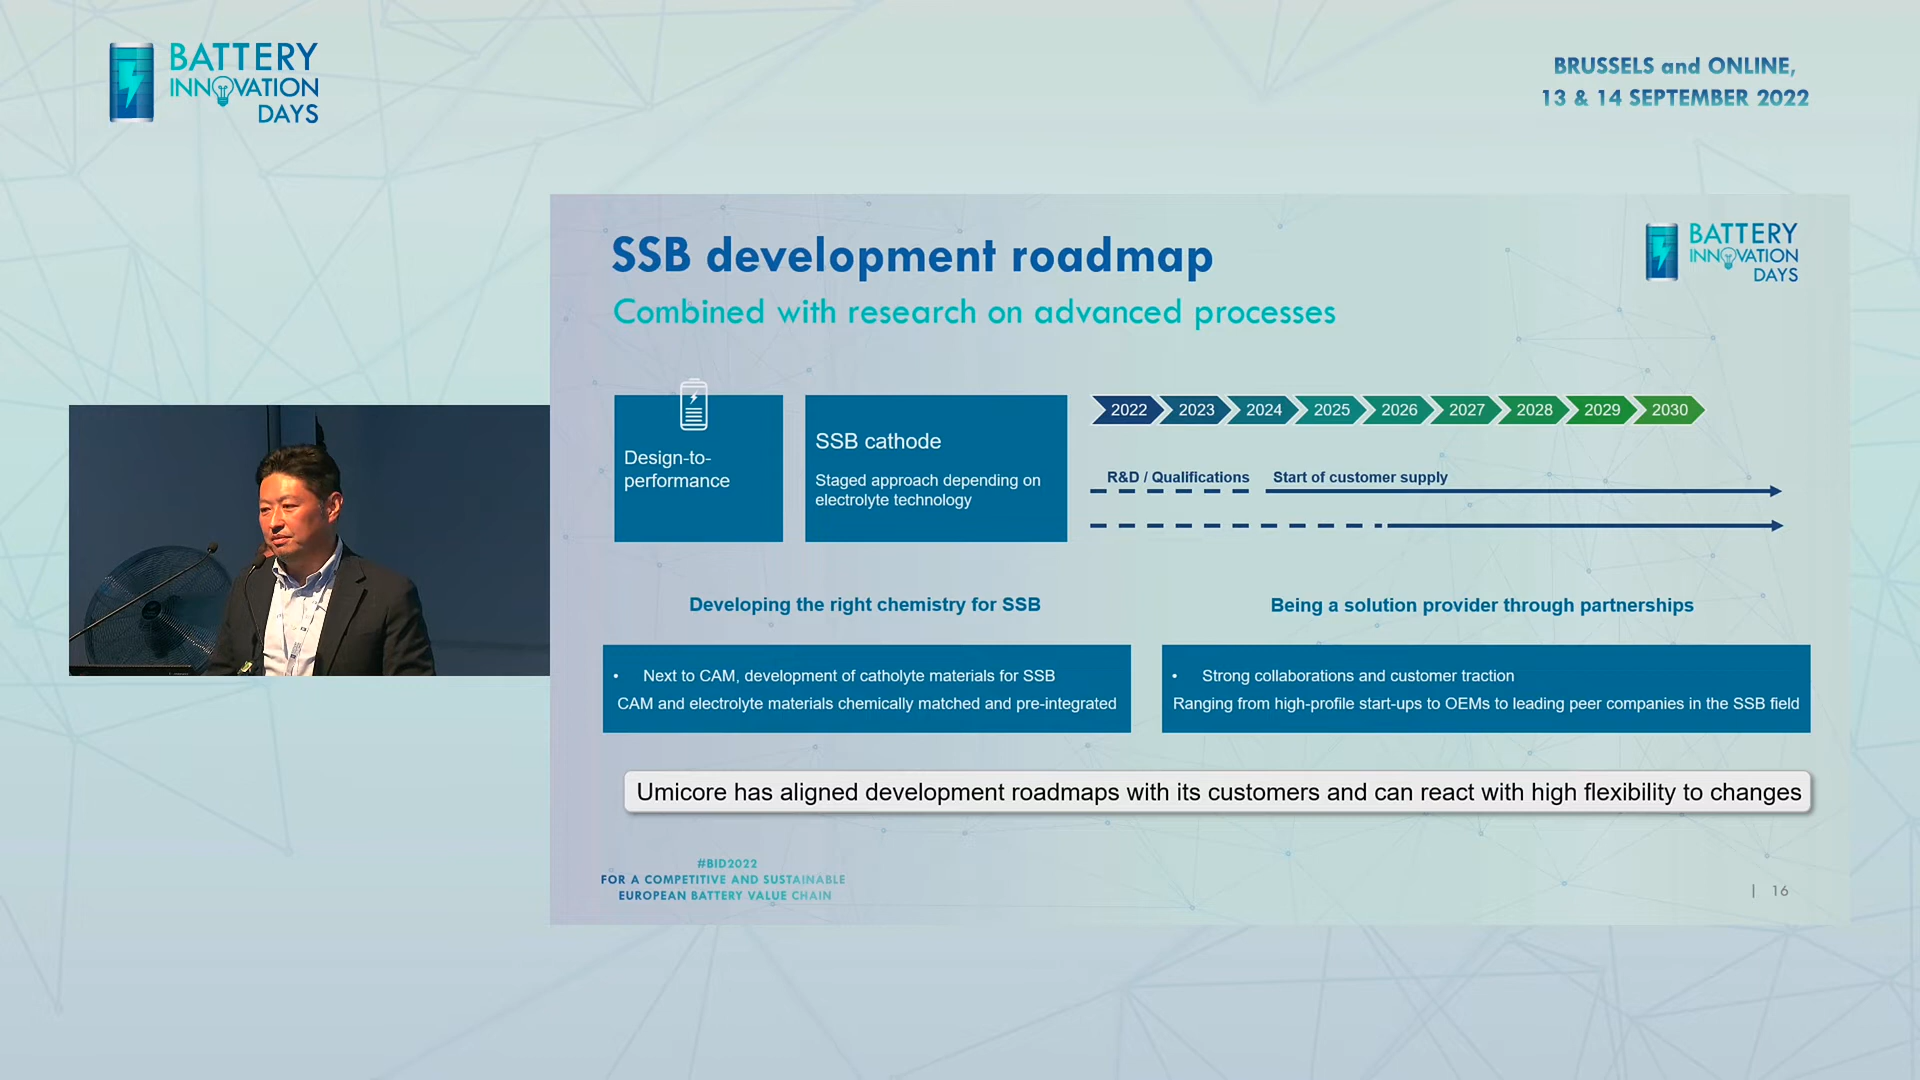 BATTERY
INNOVATION
DAYS
BRUSSELS and ONLINE,
13 & 14 SEPTEMBER 2022
SSB development roadmap
Combined with research on advanced processes
BATTERY
INNOVATION
DAYS
Design-to-
performance
SSB cathode
Staged approach depending on
electrolyte technology
2022 2023 2024 2025 2026 2027 2028 2029 2030
R&D / Qualifications Start of customer supply
Developing the right chemistry for SSB
• Next to CAM, development of catholyte materials for SSB
CAM and electrolyte materials chemically matched and pre-integrated
Being a solution provider through partnerships
• Strong collaborations and customer traction
Ranging from high-profile start-ups to OEMs to leading peer companies in the SSB field
Umicore has aligned development roadmaps with its customers and can react with high flexibility to changes
#BID2022
FOR A COMPETITIVE AND SUSTAINABLE
EUROPEAN BATTERY VALUE CHAIN
| 16